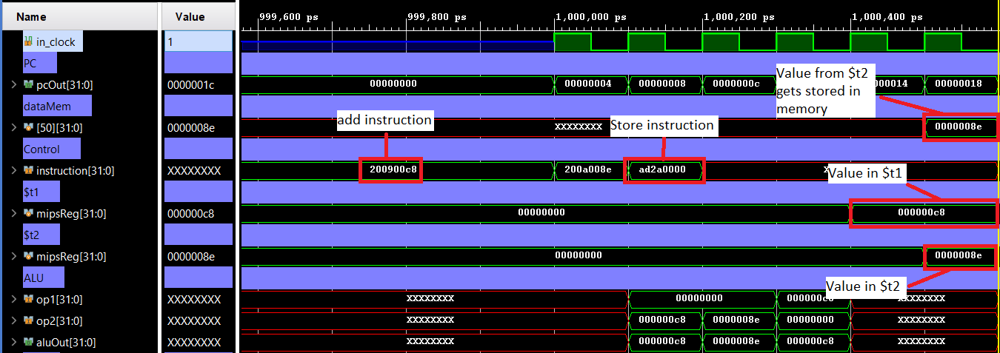 Name Value 999,600 ps 999,800 ps 1,000,000 ps 1,000,200 ps 1,000,400 ps
in_clock 1
PC
Value from $t2
gets stored in
memory
pcOut[31:0] 0000001c 00000000 00000004 00000008 0000000c 00000014 00000018
dataMem
add instruction
[50][31:0] 0000008e XXXXXXXX Store instruction 0000008e
Control
instruction[31:0] XXXXXXXX 200900c8 200a008e ad2a0000 X
Value in $t1
$t1
mipsReg[31:0] 000000c8 00000000 000000c8
$t2
mipsReg[31:0] 0000008e 00000000 0000008e
ALU
Value in $t2
op1[31:0] XXXXXXXX XXXXXXXX 00000000 000000c8 XXXXXXXX
op2[31:0] XXXXXXXX XXXXXXXX 000000c8 0000008e 00000000 XXXXXXXX
aluOut[31:0] XXXXXXXX XXXXXXXX 000000c8 0000008e 000000c8 XXXXXXXX